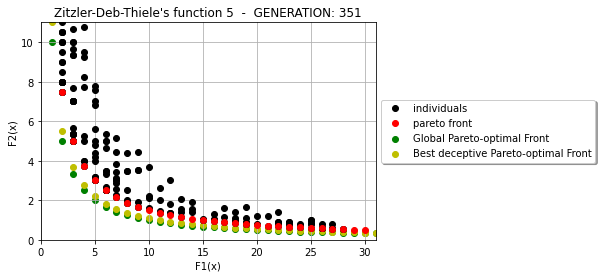 Zitzler-Deb-Thiele's function 5 - GENERATION: 351
10
8
6
4
2
0
F2(x)
0 5 10 15 20 25 30
F1(x)
individuals
pareto front
Global Pareto-optimal Front
Best deceptive Pareto-optimal Front